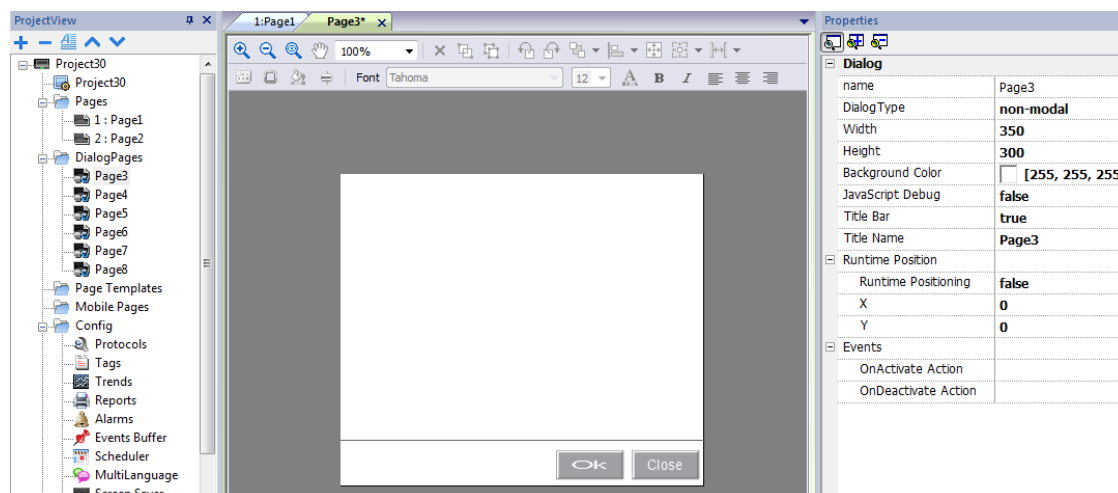 ProjectView
Project30
Project30
Pages
1 : Page1
2 : Page2
DialogPages
Page3
Page4
Page5
Page6
Page7
Page8
Page Templates
Mobile Pages
Config
Protocols
Tags
Trends
Reports
Alarms
Events Buffer
Scheduler
MultiLanguage
Screen Saver
1:Page1 Page3*
100%
Font Tahoma 12 A B I
Ok Close
Properties
Dialog
name Page3
DialogType non-modal
Width 350
Height 300
Background Color [255, 255, 255
JavaScript Debug false
Title Bar true
Title Name Page3
Runtime Position
Runtime Positioning false
X 0
Y 0
Events
OnActivate Action
OnDeactivate Action